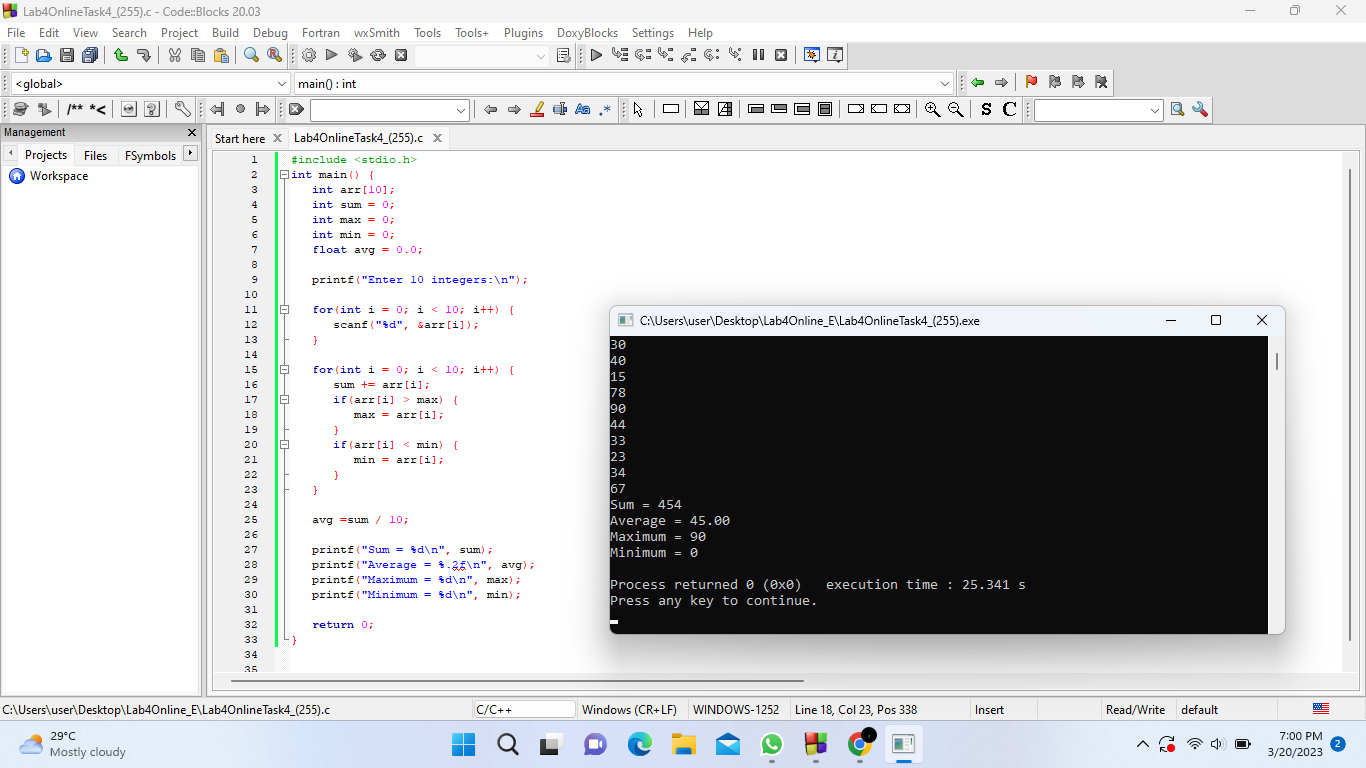 Lab4OnlineTask4_(255).c - Code::Blocks 20.03
File Edit View Search Project Build Debug Fortran wxSmith Tools Tools+ Plugins DoxyBlocks Settings Help
<global> main() : int
/** *< Aa .* S C
Management
Projects Files FSymbols
Workspace
Start here Lab4OnlineTask4_(255).c
1 #include <stdio.h>
2 int main() {
3 int arr[10];
4 int sum = 0;
5 int max = 0;
6 int min = 0;
7 float avg = 0.0;
8
9 printf("Enter 10 integers:\n");
10
11 for(int i = 0; i < 10; i++) {
12 scanf("%d", &arr[i]);
13 }
14
15 for(int i = 0; i < 10; i++) {
16 sum += arr[i];
17 if(arr[i] > max) {
18 max = arr[i];
19 }
20 if(arr[i] < min) {
21 min = arr[i];
22 }
23 }
24
25 avg =sum / 10;
26
27 printf("Sum = %d\n", sum);
28 printf("Average = %.2f\n", avg);
29 printf("Maximum = %d\n", max);
30 printf("Minimum = %d\n", min);
31
32 return 0;
33 }
34
35
C:\Users\user\Desktop\Lab4Online_E\Lab4OnlineTask4_(255).exe
30
40
15
78
90
44
33
23
34
67
Sum = 454
Average = 45.00
Maximum = 90
Minimum = 0
Process returned 0 (0x0) execution time : 25.341 s
Press any key to continue.
C:\Users\user\Desktop\Lab4Online_E\Lab4OnlineTask4_(255).c C/C++ Windows (CR+LF) WINDOWS-1252 Line 18, Col 23, Pos 338 Insert Read/Write default
29°C
Mostly cloudy
7:00 PM
3/20/2023
2